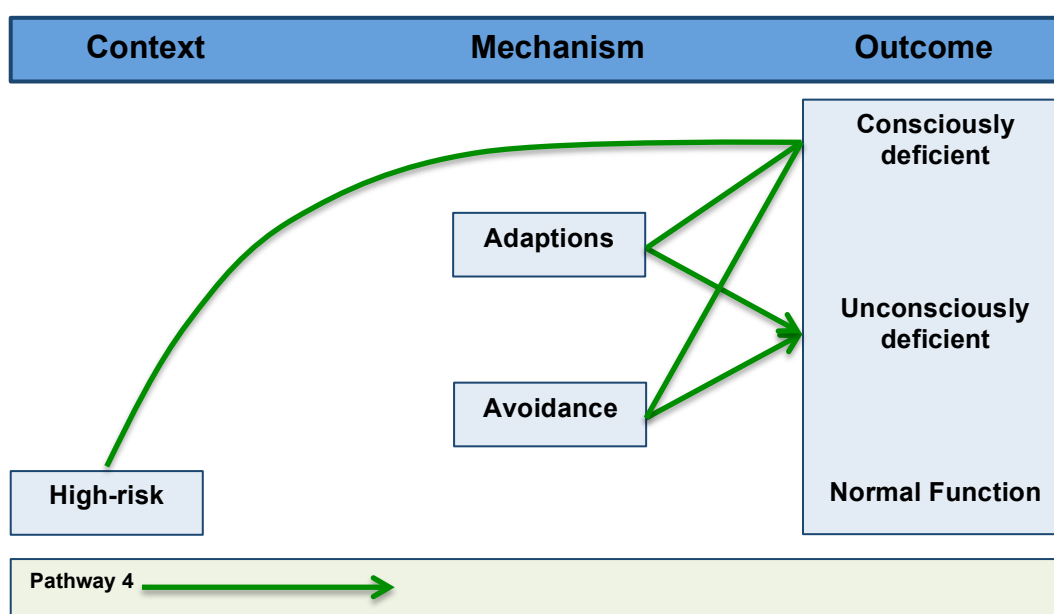 Context Mechanism Outcome
Consciously
deficient
Adaptions
Unconsciously
deficient
Avoidance
High-risk
Normal Function
Pathway 4